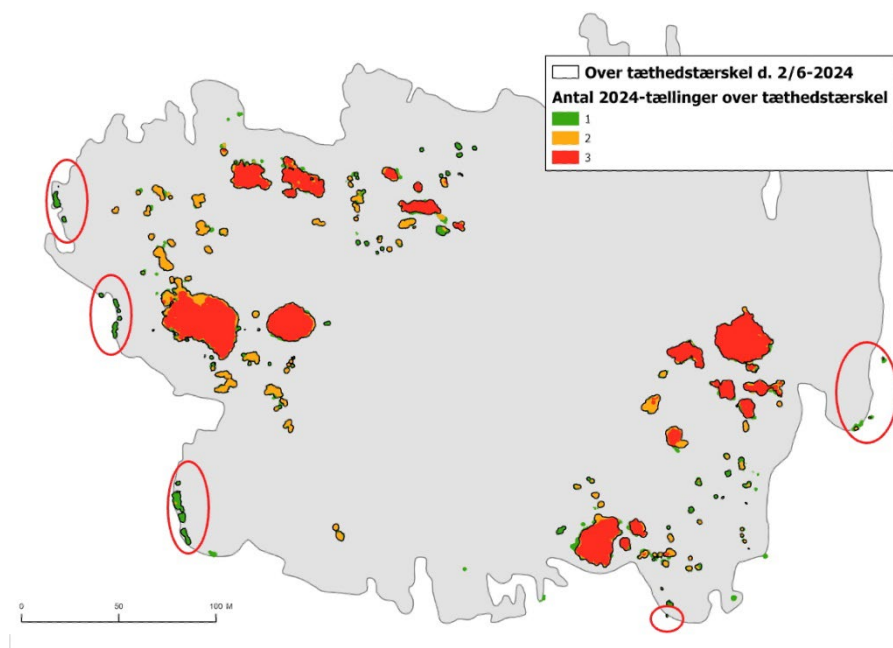 Over tæthedstærskel d. 2/6-2024
Antal 2024-tællinger over tæthedstærskel
1
2
3
0 50 100 M